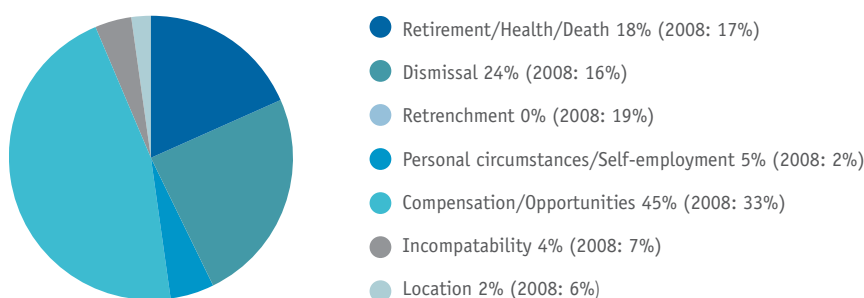 Retirement/Health/Death 18% (2008: 17%)
Dismissal 24% (2008: 16%)
Retrenchment 0% (2008: 19%)
Personal circumstances/Self-employment 5% (2008: 2%)
Compensation/Opportunities 45% (2008: 33%)
Incompatability 4% (2008: 7%)
Location 2% (2008: 6%)